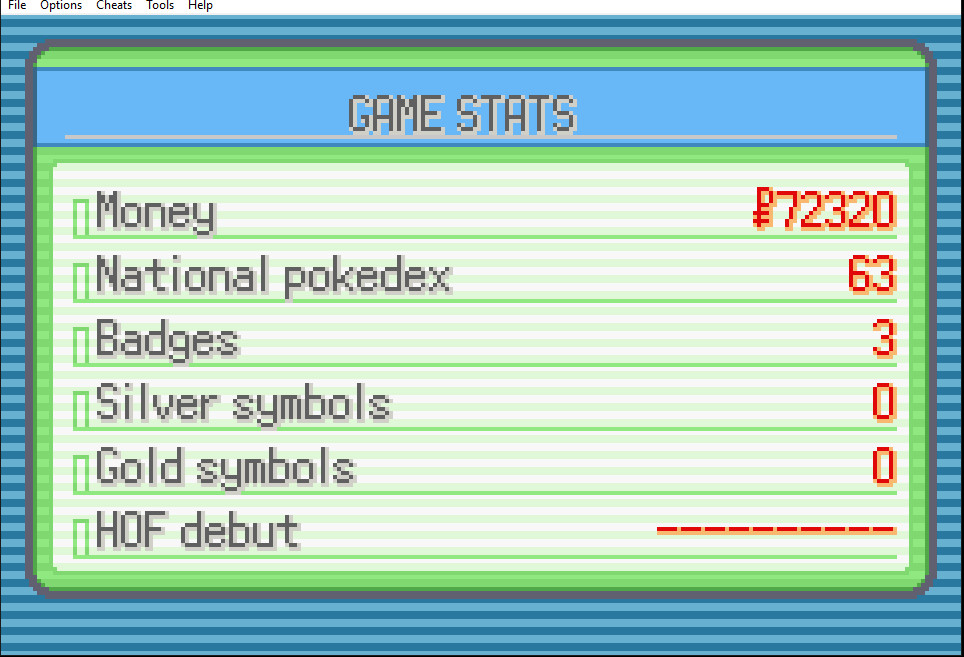 File Options Cheats Tools Help
GAME STATS
Money ₽72320
National pokedex 63
Badges 3
Silver symbols 0
Gold symbols 0
HOF debut ----------